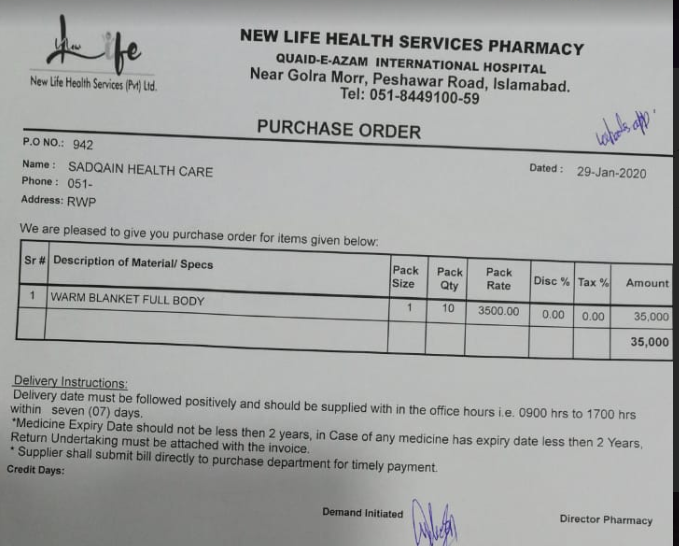 New Life
New Life Health Services (Pvt) Ltd.
NEW LIFE HEALTH SERVICES PHARMACY
QUAID-E-AZAM INTERNATIONAL HOSPITAL
Near Golra Morr, Peshawar Road, Islamabad.
Tel: 051-8449100-59
PURCHASE ORDER
whats app
P.O NO.: 942
Name : SADQAIN HEALTH CARE
Dated : 29-Jan-2020
Phone : 051-
Address: RWP
We are pleased to give you purchase order for items given below:
Sr # Description of Material/ Specs Pack Size Pack Qty Pack Rate Disc % Tax % Amount
1 WARM BLANKET FULL BODY 1 10 3500.00 0.00 0.00 35,000
35,000
Delivery Instructions:
Delivery date must be followed positively and should be supplied with in the office hours i.e. 0900 hrs to 1700 hrs
within seven (07) days.
*Medicine Expiry Date should not be less then 2 years, in Case of any medicine has expiry date less then 2 Years,
Return Undertaking must be attached with the invoice.
* Supplier shall submit bill directly to purchase department for timely payment.
Credit Days:
Demand Initiated
Director Pharmacy